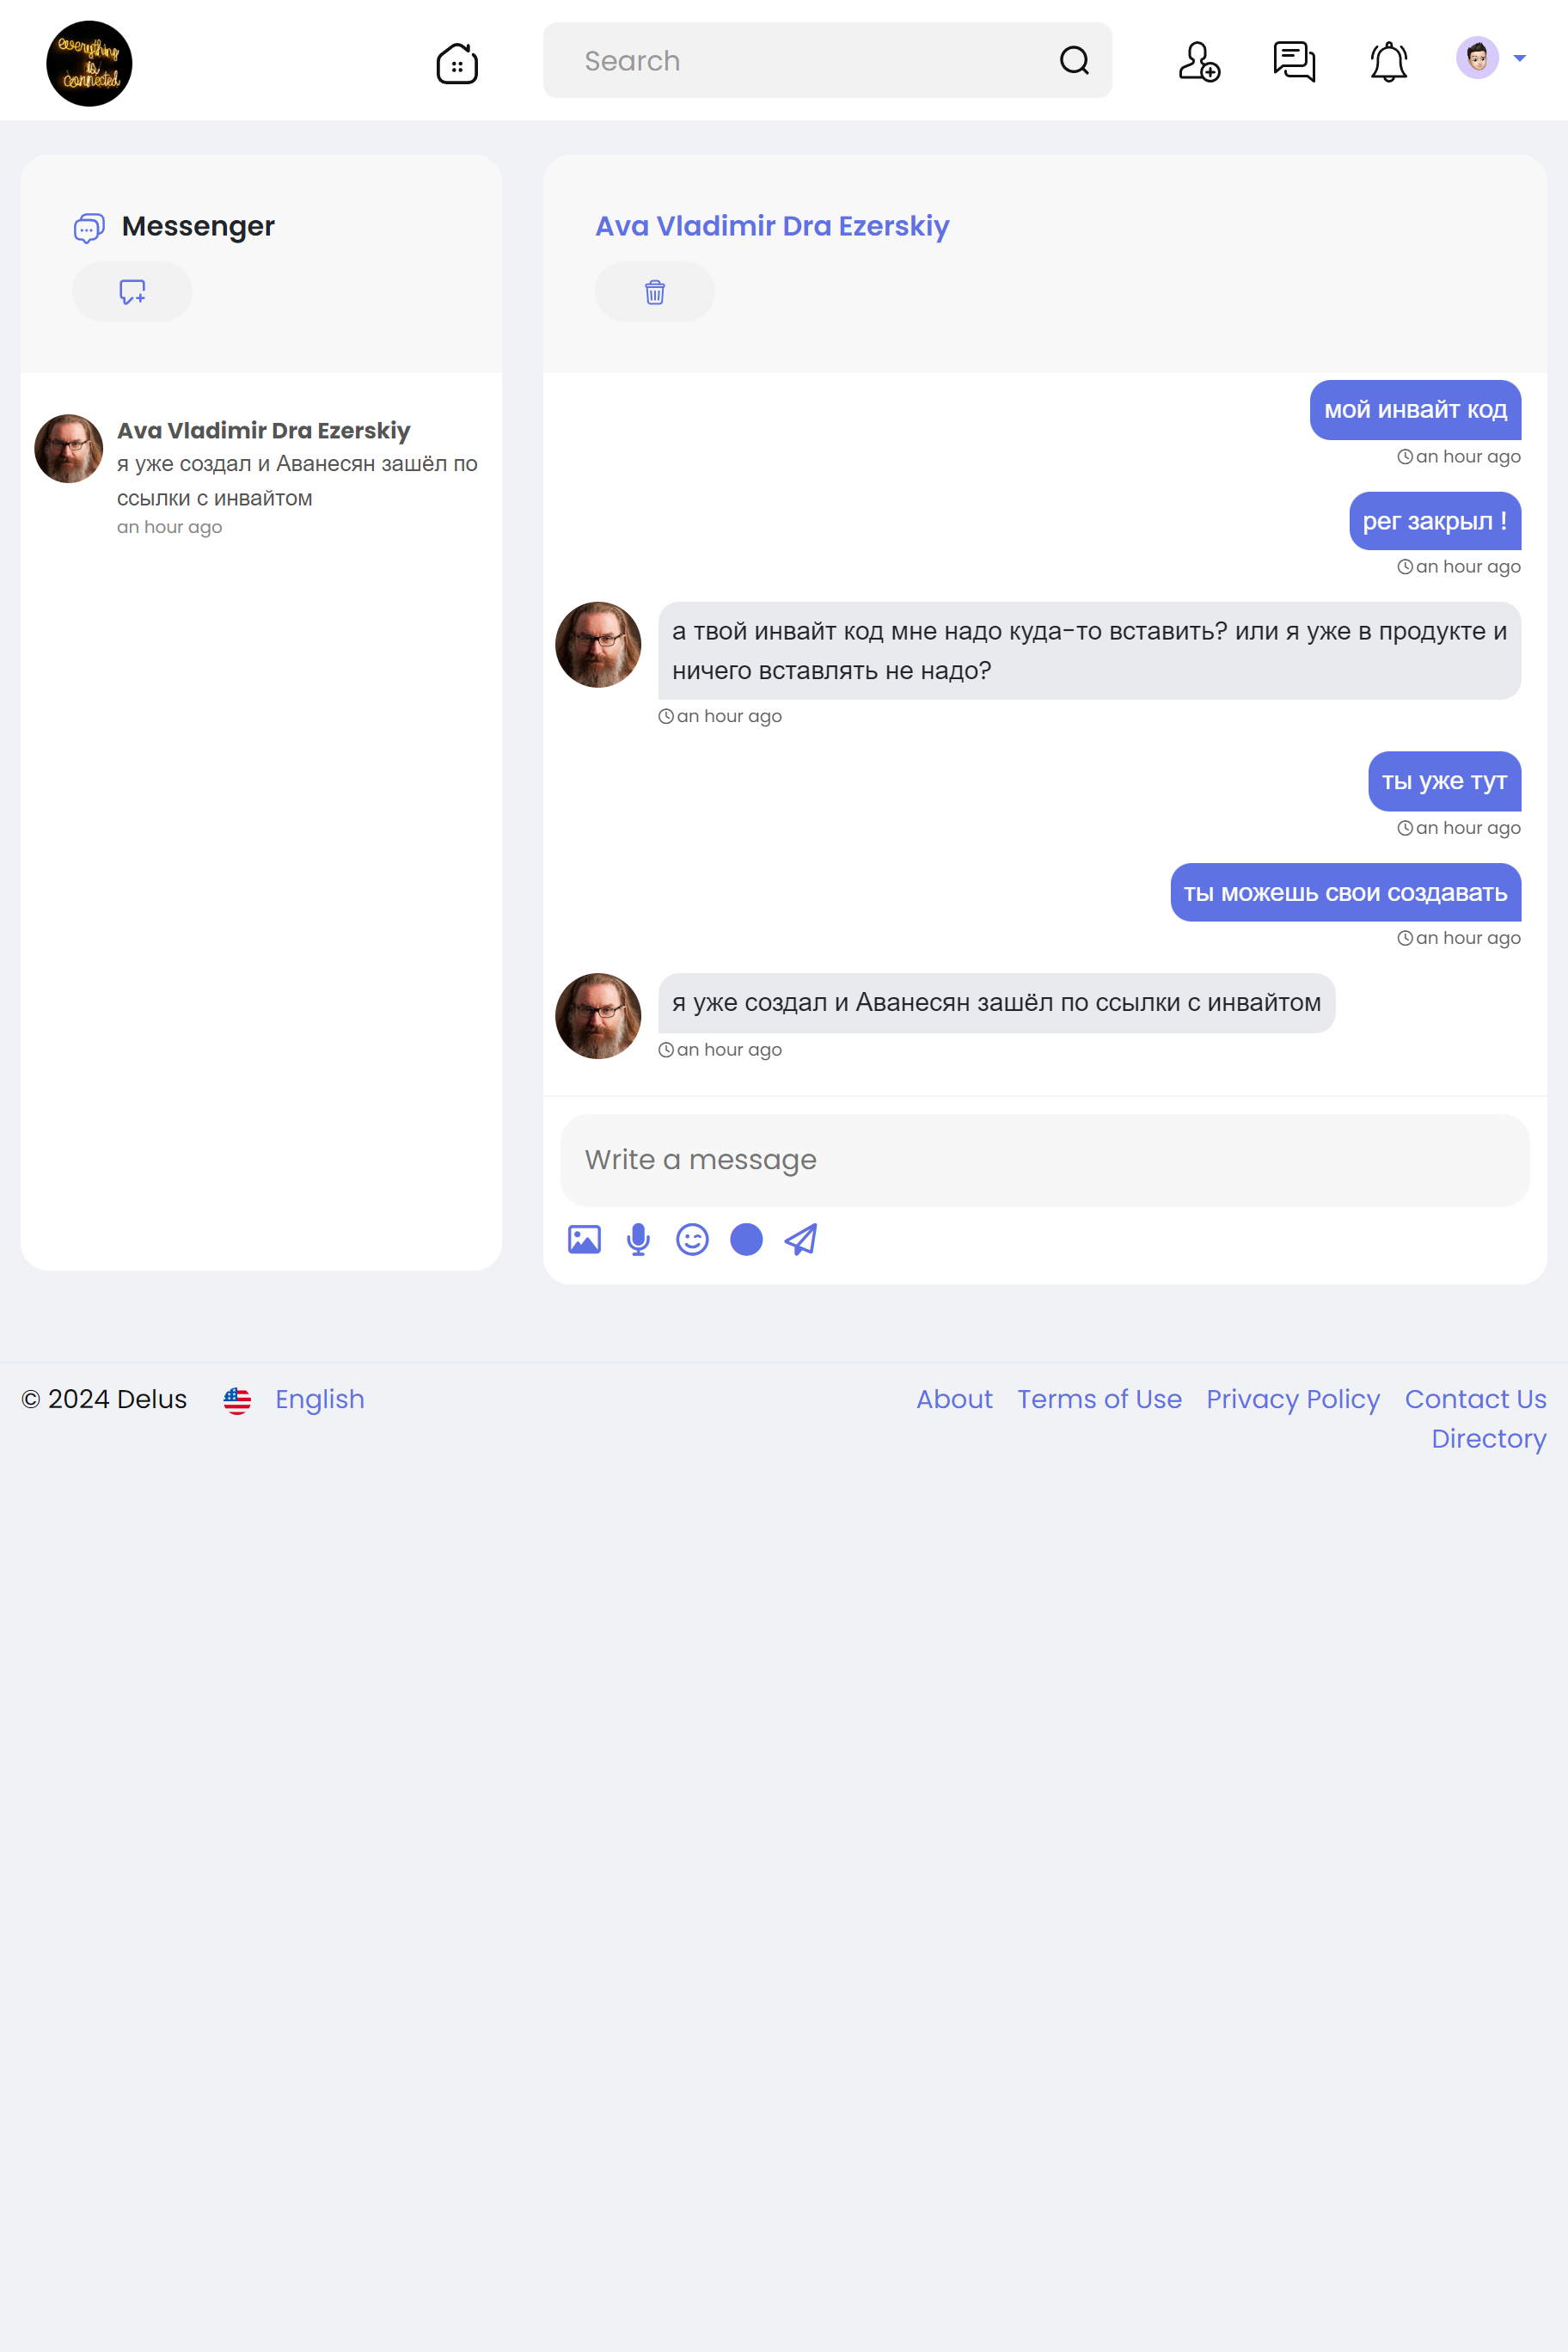 everything
is
connected
Search
Messenger
Ava Vladimir Dra Ezerskiy
я уже создал и Аванесян зашёл по
ссылки с инвайтом
an hour ago
Ava Vladimir Dra Ezerskiy
мой инвайт код
an hour ago
рег закрыл !
an hour ago
а твой инвайт код мне надо куда-то вставить? или я уже в продукте и
ничего вставлять не надо?
an hour ago
ты уже тут
an hour ago
ты можешь свои создавать
an hour ago
я уже создал и Аванесян зашёл по ссылки с инвайтом
an hour ago
Write a message
© 2024 Delus English About Terms of Use Privacy Policy Contact Us
Directory